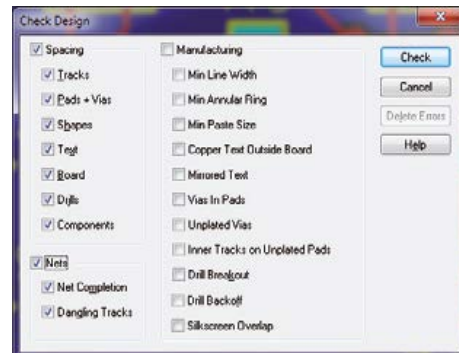 Check Design
Spacing
Tracks
Pads + Vias
Shapes
Text
Board
Drills
Components
Nets
Net Completion
Dangling Tracks
Manufacturing
Min Line Width
Min Annular Ring
Min Paste Size
Copper Text Outside Board
Mirrored Text
Vias In Pads
Unplated Vias
Inner Tracks on Unplated Pads
Drill Breakout
Drill Backoff
Silkscreen Overlap
Check
Cancel
Delete Errors
Help